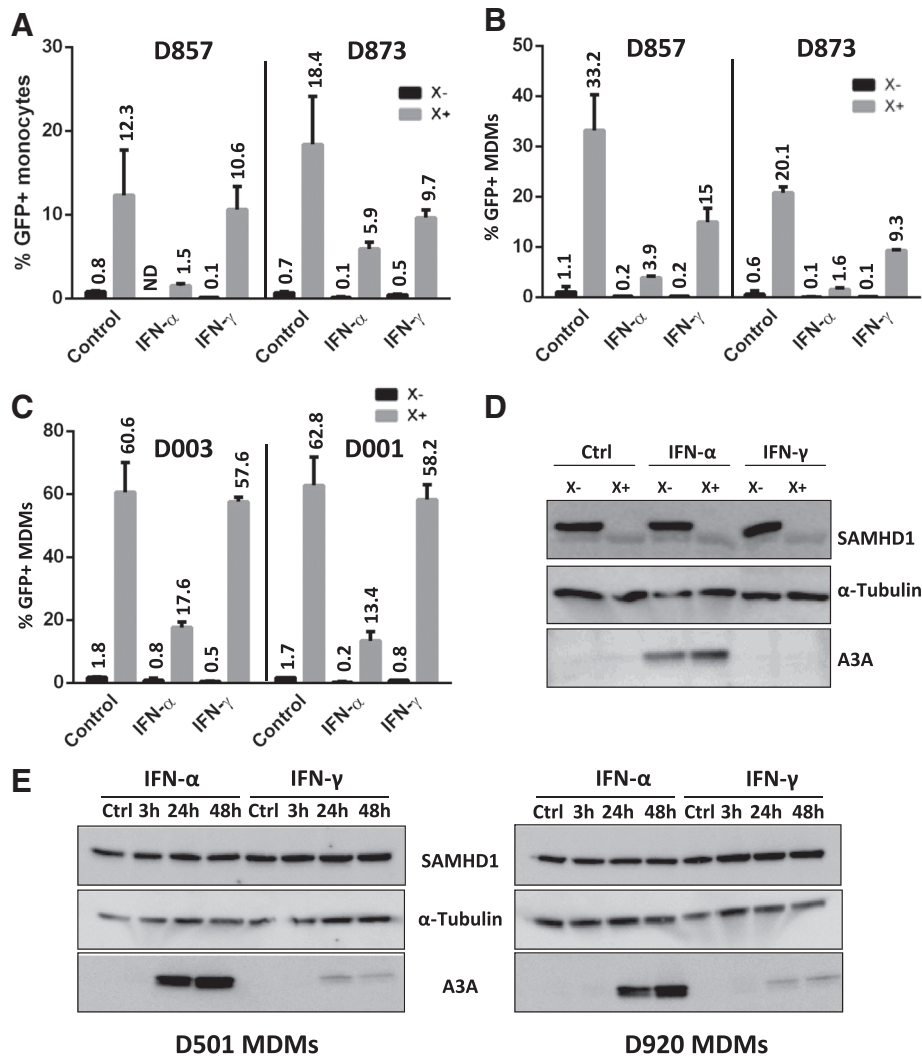 A
D857 D873
X-
X+
% GFP+ monocytes
30
20
10
0
0.8 12.3 ND 1.5 0.1 10.6 0.7 18.4 0.1 5.9 0.5 9.7
Control IFN-α IFN-γ Control IFN-α IFN-γ
B
D857 D873
X-
X+
% GFP+ MDMs
50
40
30
20
10
0
1.1 33.2 0.2 3.9 0.2 15 0.6 20.1 0.1 1.6 0.1 9.3
Control IFN-α IFN-γ Control IFN-α IFN-γ
C
X-
X+
D003 D001
% GFP+ MDMs
80
60
40
20
0
1.8 60.6 0.8 17.6 0.5 57.6 1.7 62.8 0.2 13.4 0.8 58.2
Control IFN-α IFN-γ Control IFN-α IFN-γ
D
Ctrl IFN-α IFN-γ
X- X+ X- X+ X- X+
SAMHD1
α-Tubulin
A3A
E
IFN-α IFN-γ
Ctrl 3h 24h 48h Ctrl 3h 24h 48h
IFN-α IFN-γ
Ctrl 3h 24h 48h Ctrl 3h 24h 48h
SAMHD1
α-Tubulin
A3A
D501 MDMs D920 MDMs